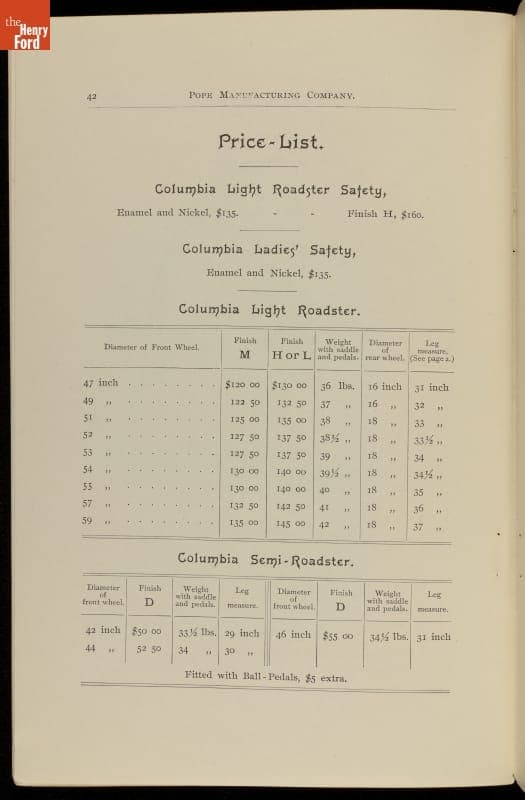 the
Henry
Ford
42 Pope Manufacturing Company.
Price-List.
Columbia Light Roadster Safety,
Enamel and Nickel, $135. - - Finish H, $160.
Columbia Ladies' Safety,
Enamel and Nickel, $135.
Columbia Light Roadster.
Diameter of Front Wheel. Finish M Finish H or L Weight with saddle and pedals. Diameter of rear wheel. Leg measure. (See page 2.)
47 inch . . . . . . . . $120 00 $130 00 36 lbs. 16 inch 31 inch
49 „ . . . . . . . . 122 50 132 50 37 „ 16 „ 32 „
51 „ . . . . . . . . 125 00 135 00 38 „ 18 „ 33 „
52 „ . . . . . . . . 127 50 137 50 38½ „ 18 „ 33½ „
53 „ . . . . . . . . 127 50 137 50 39 „ 18 „ 34 „
54 „ . . . . . . . . 130 00 140 00 39½ „ 18 „ 34½ „
55 „ . . . . . . . . 130 00 140 00 40 „ 18 „ 35 „
57 „ . . . . . . . . 132 50 142 50 41 „ 18 „ 36 „
59 „ . . . . . . . . 135 00 145 00 42 „ 18 „ 37 „
Columbia Semi-Roadster.
Diameter of front wheel. Finish D Weight with saddle and pedals. Leg measure. Diameter of front wheel. Finish D Weight with saddle and pedals. Leg measure.
42 inch $50 00 33½ lbs. 29 inch 46 inch $55 00 34½ lbs. 31 inch
44 „ 52 50 34 „ 30 „
Fitted with Ball-Pedals, $5 extra.